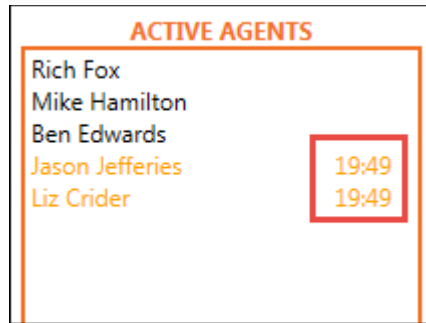 ACTIVE AGENTS
Rich Fox
Mike Hamilton
Ben Edwards
Jason Jefferies 19:49
Liz Crider 19:49